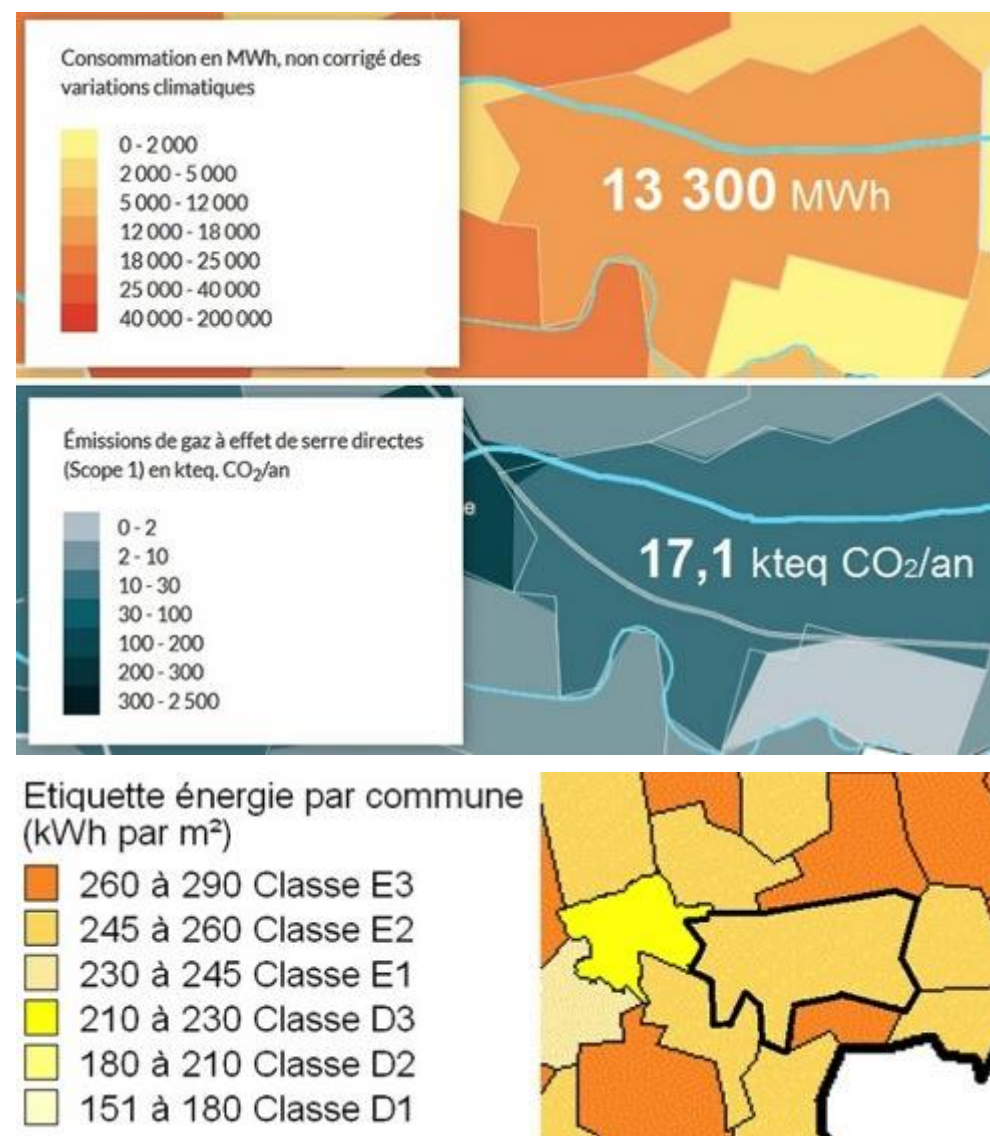 Consommation en MWh, non corrigé des
variations climatiques
0 - 2 000
2 000 - 5 000
5 000 - 12 000
12 000 - 18 000
18 000 - 25 000
25 000 - 40 000
40 000 - 200 000
13 300 MWh
Émissions de gaz à effet de serre directes
(Scope 1) en kteq. CO2/an
0 - 2
2 - 10
10 - 30
30 - 100
100 - 200
200 - 300
300 - 2 500
e
17,1 kteq CO2/an
Etiquette énergie par commune
(kWh par m²)
260 à 290 Classe E3
245 à 260 Classe E2
230 à 245 Classe E1
210 à 230 Classe D3
180 à 210 Classe D2
151 à 180 Classe D1